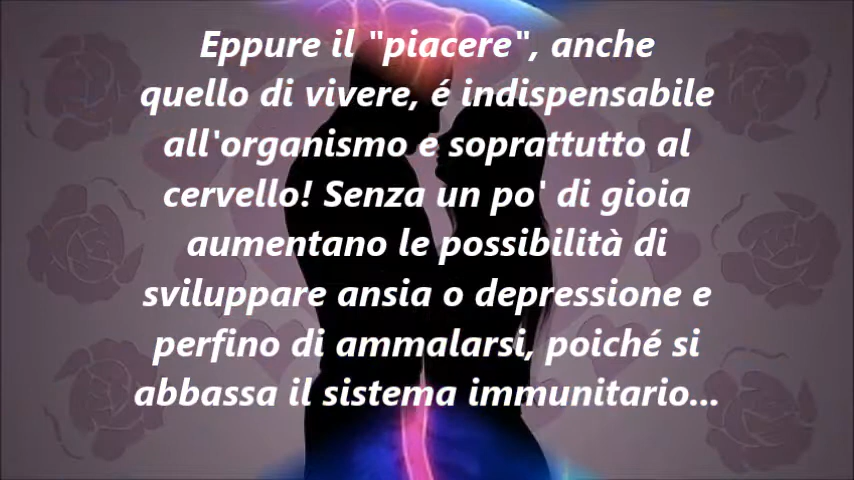 Eppure il "piacere", anche
quello di vivere, é indispensabile
all'organismo e soprattutto al
cervello! Senza un po' di gioia
aumentano le possibilità di
sviluppare ansia o depressione e
perfino di ammalarsi, poiché si
abbassa il sistema immunitario...